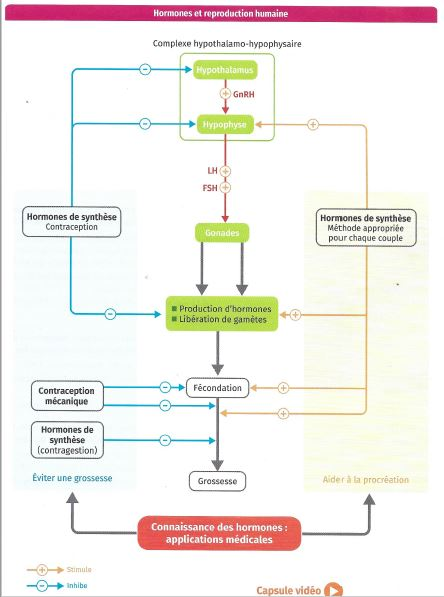 Hormones et reproduction humaine
Complexe hypothalamo-hypophysaire
Hypothalamus
GnRH
Hypophyse
LH
FSH
Hormones de synthèse
Contraception
Hormones de synthèse
Méthode appropriée
pour chaque couple
Gonades
■ Production d'hormones
■ Libération de gamètes
Contraception
mécanique
Fécondation
Hormones de
synthèse
(contragestion)
Éviter une grossesse
Grossesse
Aider à la procréation
Connaissance des hormones :
applications médicales
+ Stimule
− Inhibe
Capsule vidéo